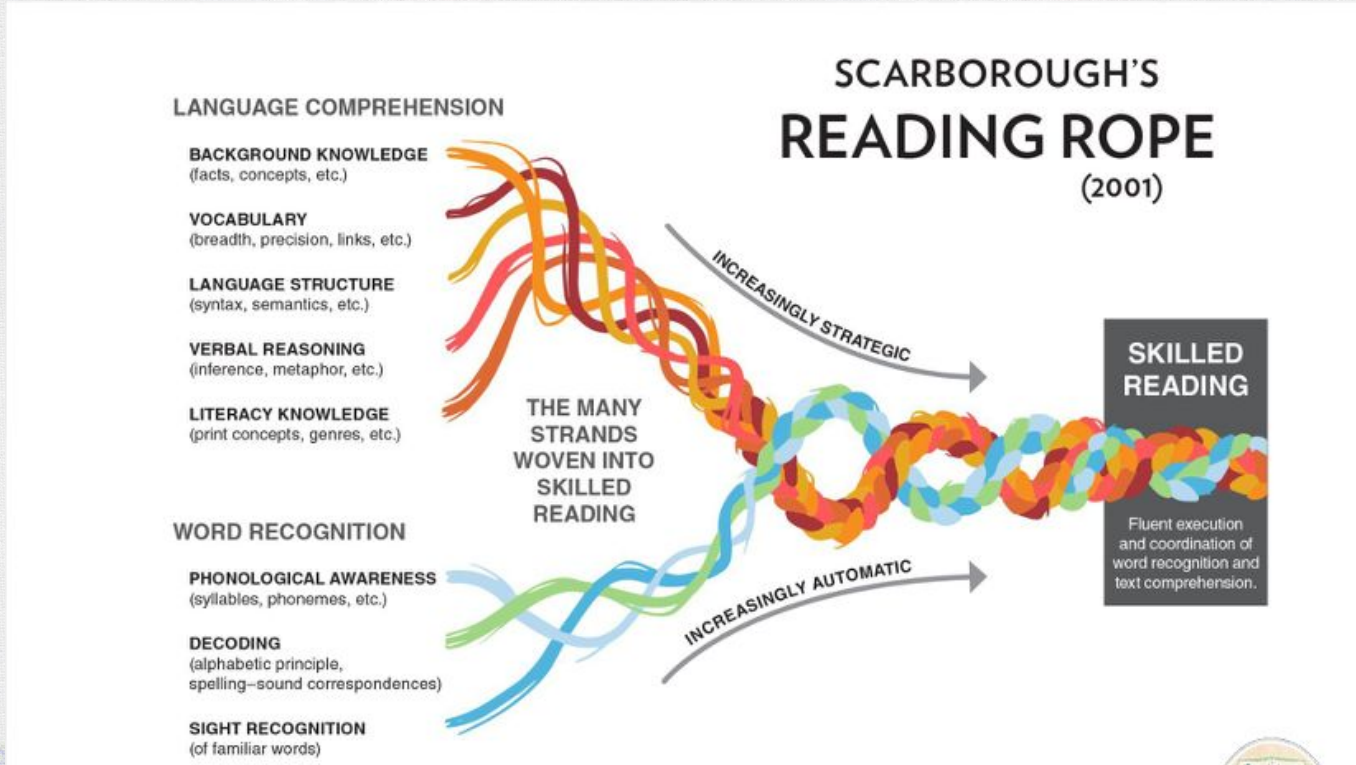 SCARBOROUGH'S
READING ROPE
(2001)
LANGUAGE COMPREHENSION
BACKGROUND KNOWLEDGE
(facts, concepts, etc.)
VOCABULARY
(breadth, precision, links, etc.)
LANGUAGE STRUCTURE
(syntax, semantics, etc.)
VERBAL REASONING
(inference, metaphor, etc.)
LITERACY KNOWLEDGE
(print concepts, genres, etc.)
THE MANY
STRANDS
WOVEN INTO
SKILLED
READING
WORD RECOGNITION
PHONOLOGICAL AWARENESS
(syllables, phonemes, etc.)
DECODING
(alphabetic principle,
spelling–sound correspondences)
SIGHT RECOGNITION
(of familiar words)
INCREASINGLY STRATEGIC
INCREASINGLY AUTOMATIC
SKILLED
READING
Fluent execution
and coordination of
word recognition and
text comprehension.